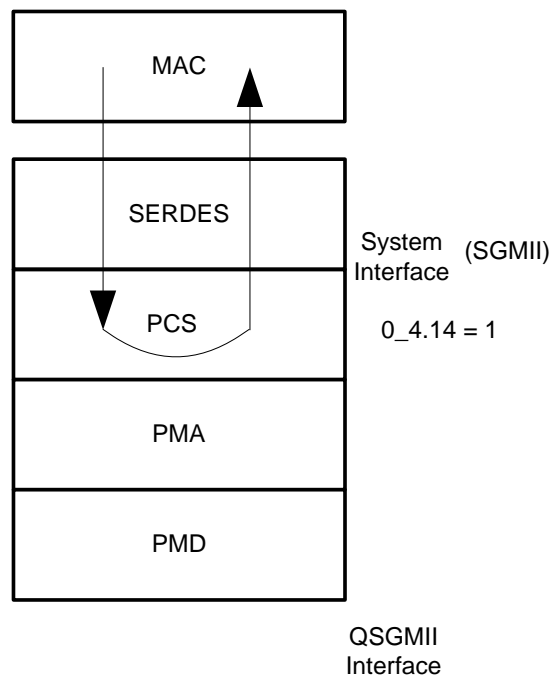 MAC
SERDES
System
Interface
(SGMII)
PCS
0_4.14 = 1
PMA
PMD
QSGMII
Interface